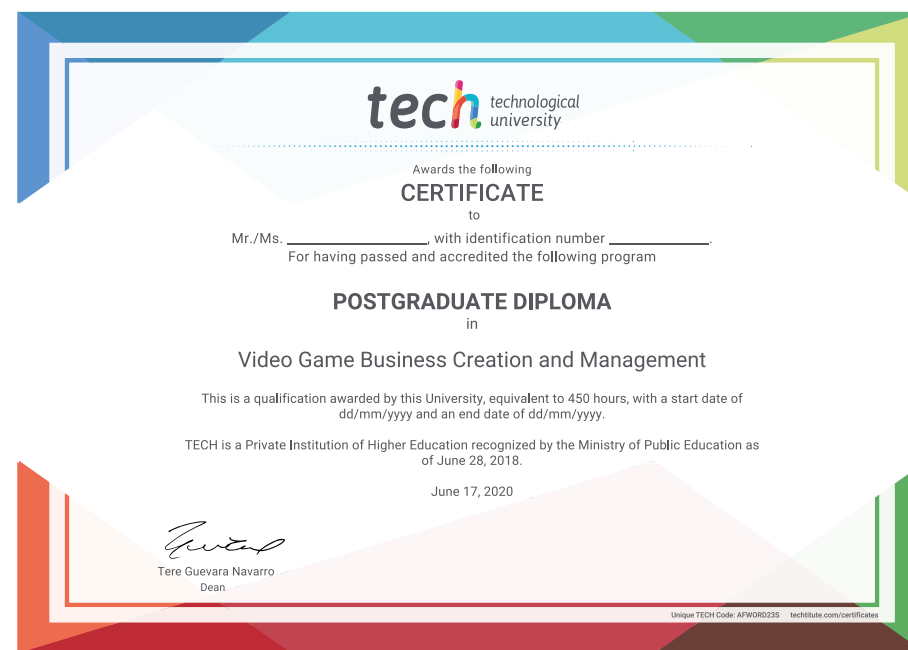 tech technological
university
Awards the following
CERTIFICATE
to
Mr./Ms. ____________________, with identification number ______________.
For having passed and accredited the following program
POSTGRADUATE DIPLOMA
in
Video Game Business Creation and Management
This is a qualification awarded by this University, equivalent to 450 hours, with a start date of
dd/mm/yyyy and an end date of dd/mm/yyyy.
TECH is a Private Institution of Higher Education recognized by the Ministry of Public Education as
of June 28, 2018.
June 17, 2020
Tere Guevara Navarro
Dean
Unique TECH Code: AFWORD23S techtitute.com/certificates